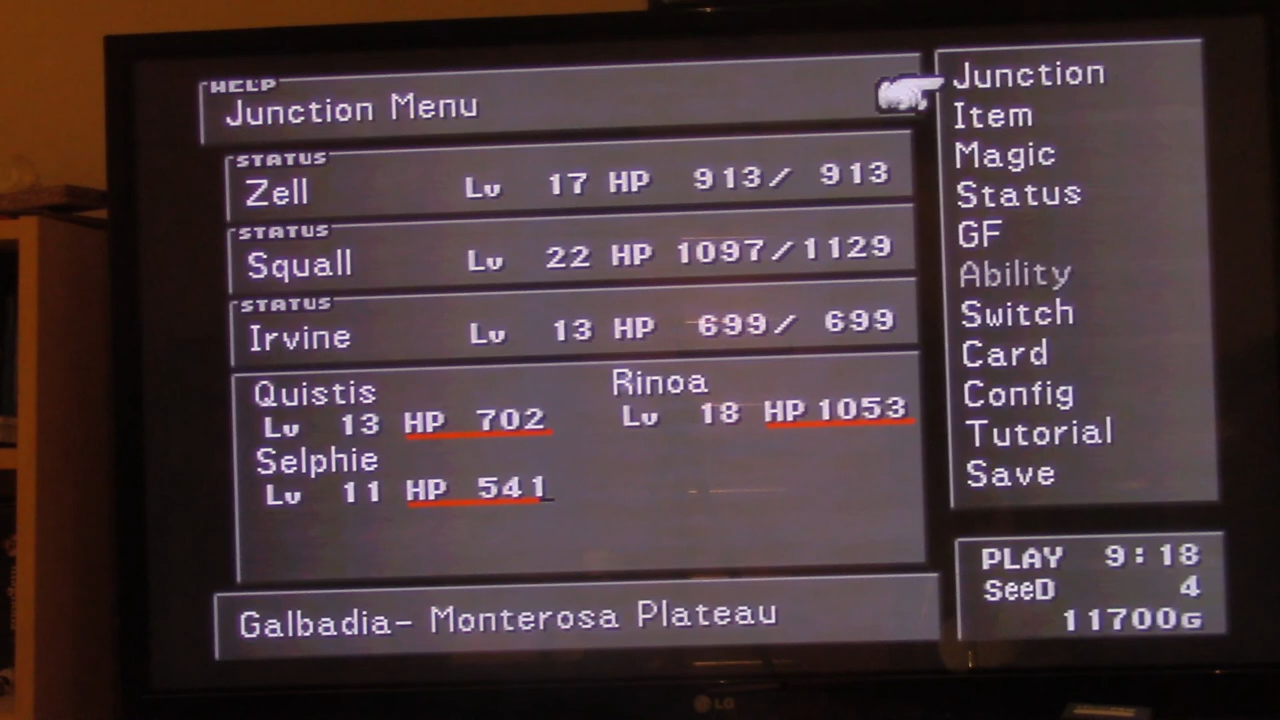 HELP
Junction Menu
STATUS
Zell Lv 17 HP 913/ 913
STATUS
Squall Lv 22 HP 1097/1129
STATUS
Irvine Lv 13 HP 699/ 699
Quistis
Lv 13 HP 702
Rinoa
Lv 18 HP 1053
Selphie
Lv 11 HP 541
Galbadia- Monterosa Plateau
Junction
Item
Magic
Status
GF
Ability
Switch
Card
Config
Tutorial
Save
PLAY 9:18
SeeD 4
11700G
LG